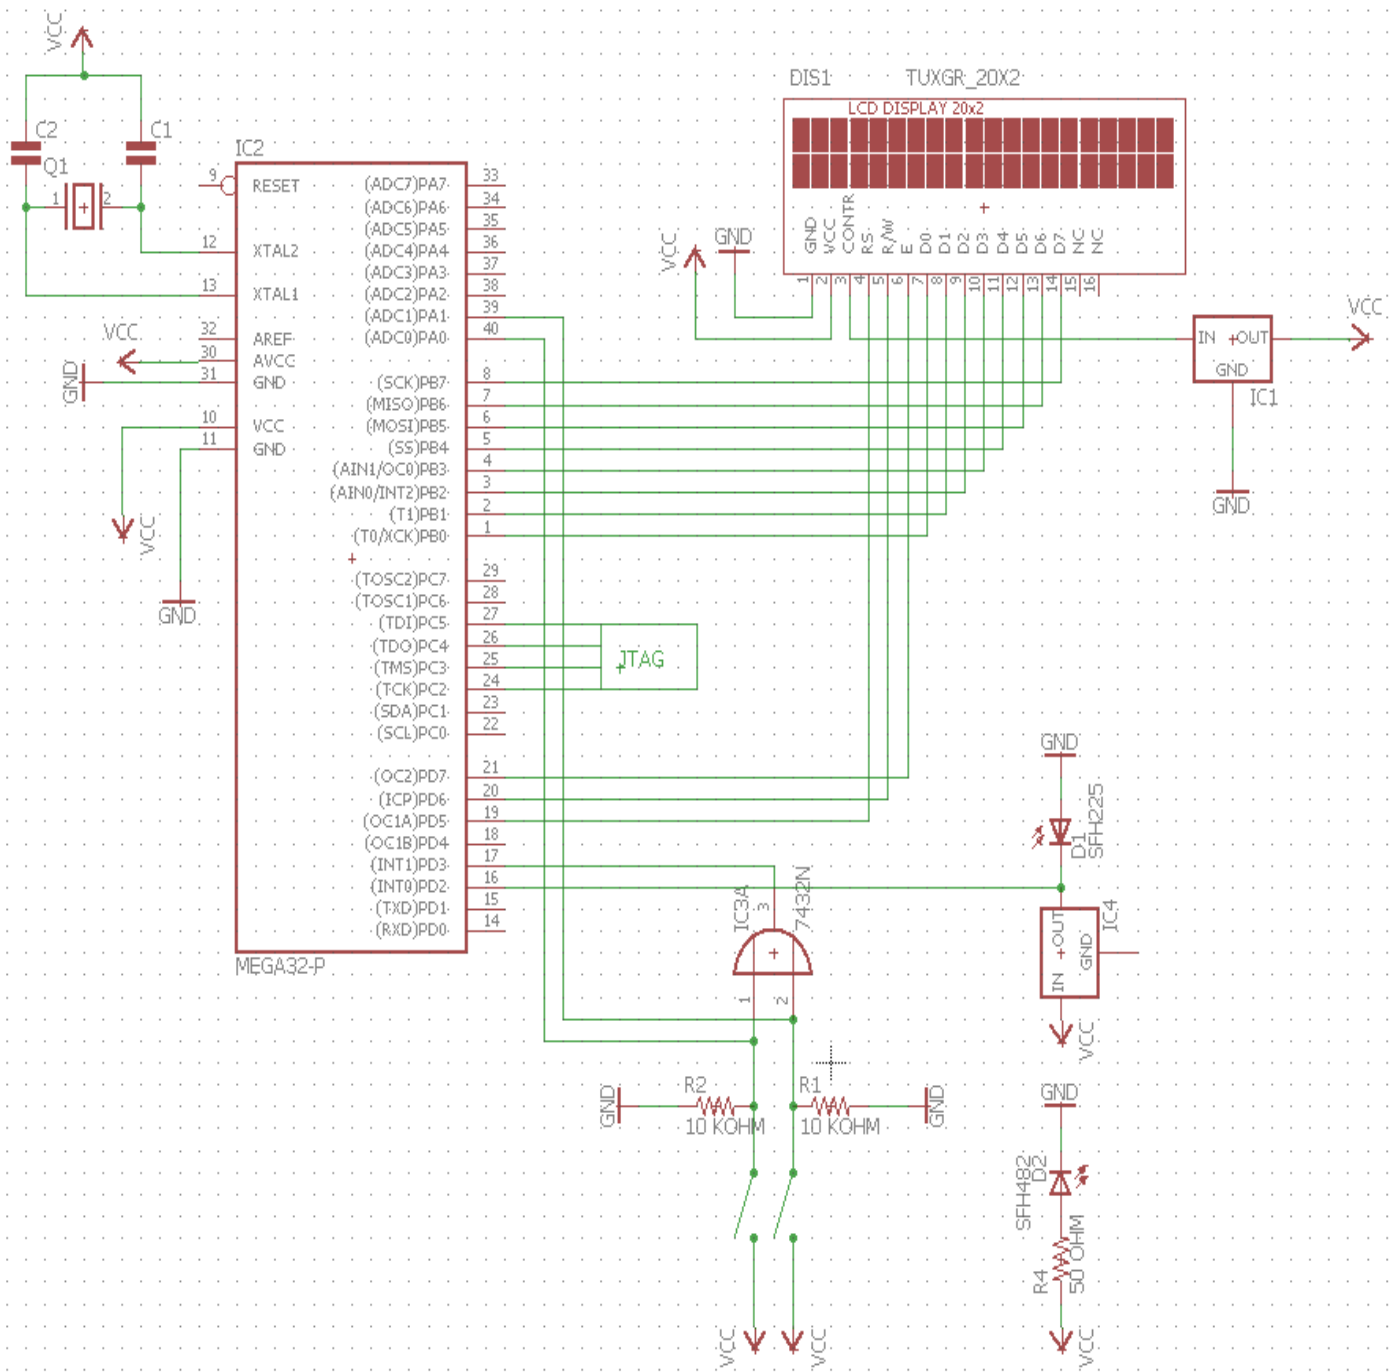 VCC
C2
C1
Q1
1
2
IC2
MEGA32-P
9
RESET
12
XTAL2
13
XTAL1
32
AREF
30
AVCC
31
GND
10
VCC
11
GND
VCC
GND
VCC
GND
(ADC7)PA7
33
(ADC6)PA6
34
(ADC5)PA5
35
(ADC4)PA4
36
(ADC3)PA3
37
(ADC2)PA2
38
(ADC1)PA1
39
(ADC0)PA0
40
(SCK)PB7
8
(MISO)PB6
7
(MOSI)PB5
6
(SS)PB4
5
(AIN1/OC0)PB3
4
(AIN0/INT2)PB2
3
(T1)PB1
2
(T0/XCK)PB0
1
(TOSC2)PC7
29
(TOSC1)PC6
28
(TDI)PC5
27
(TDO)PC4
26
(TMS)PC3
25
(TCK)PC2
24
(SDA)PC1
23
(SCL)PC0
22
(OC2)PD7
21
(ICP)PD6
20
(OC1A)PD5
19
(OC1B)PD4
18
(INT1)PD3
17
(INT0)PD2
16
(TXD)PD1
15
(RXD)PD0
14
JTAG
DIS1
TUXGR_20X2
LCD DISPLAY 20x2
GND
VCC
CONTR
RS
R/W
E
D0
D1
D2
D3
D4
D5
D6
D7
NC
NC
1
2
3
4
5
6
7
8
9
10
11
12
13
14
15
16
VCC
GND
IN
OUT
GND
IC1
VCC
GND
IC3A
7432N
3
1
2
R2
10 KOHM
GND
R1
10 KOHM
GND
VCC
VCC
GND
D1
SFH225
IC4
OUT
GND
IN
VCC
GND
SFH482
D2
R4
50 OHM
VCC